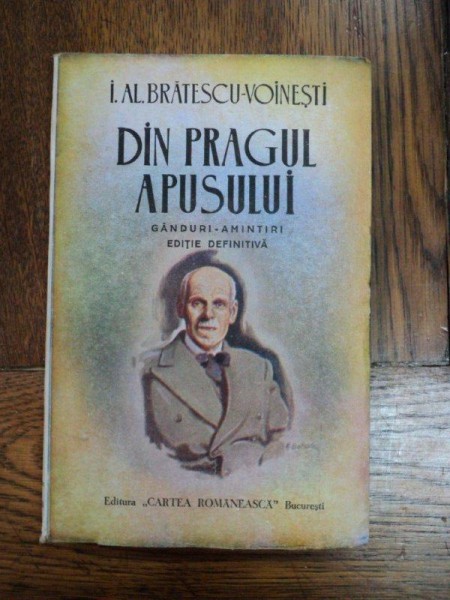 I. AL. BRĂTESCU-VOINEȘTI
DIN PRAGUL
APUSULUI
GÂNDURI-AMINTIRI
EDIȚIE DEFINITIVĂ
Editura „CARTEA ROMÂNEASCĂ" București